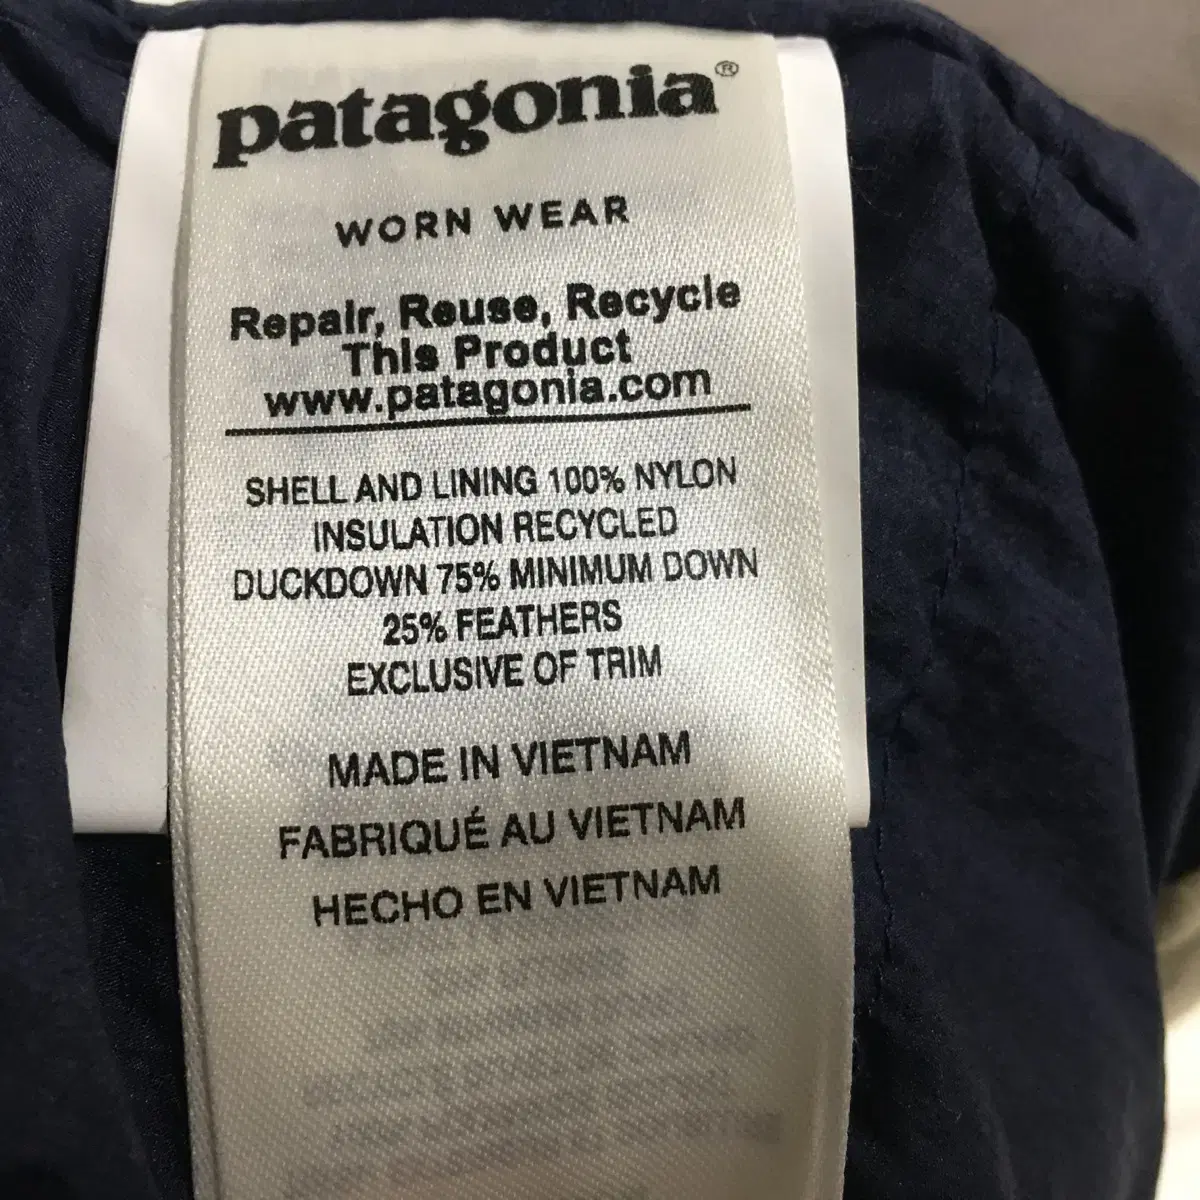 patagonia®
WORN WEAR
Repair, Reuse, Recycle
This Product
www.patagonia.com
SHELL AND LINING 100% NYLON
INSULATION RECYCLED
DUCKDOWN 75% MINIMUM DOWN
25% FEATHERS
EXCLUSIVE OF TRIM
MADE IN VIETNAM
FABRIQUÉ AU VIETNAM
HECHO EN VIETNAM